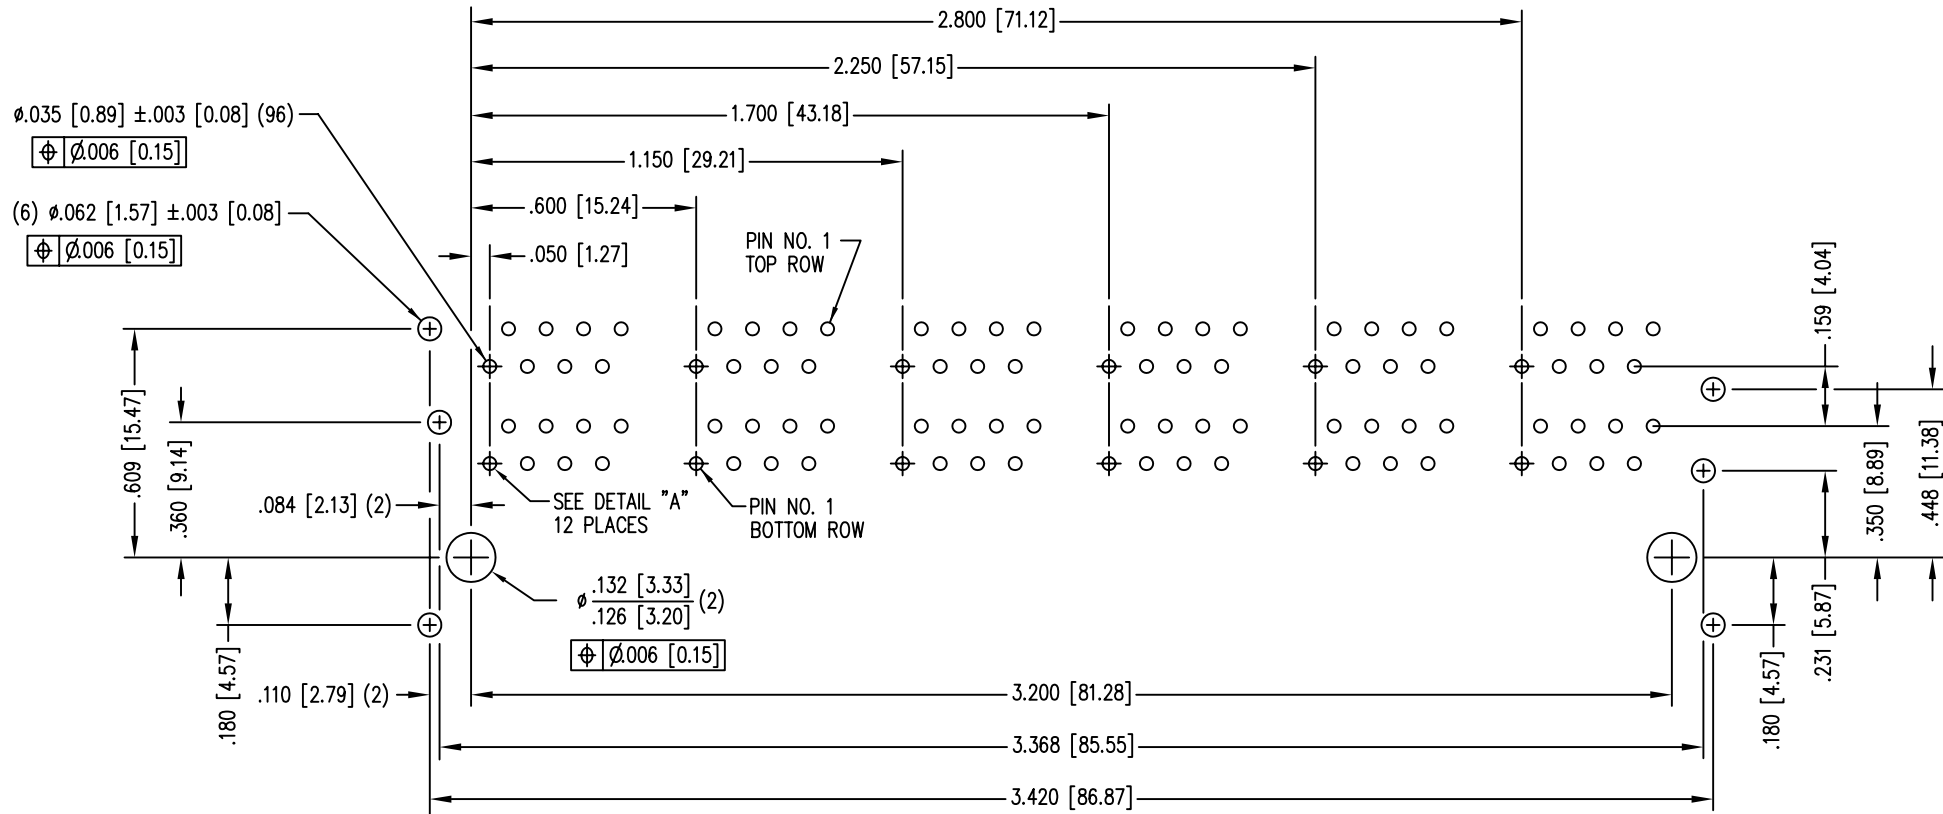 2.800 [71.12]
2.250 [57.15]
ø.035 [0.89] ±.003 [0.08] (96)
1.700 [43.18]
⌖ Ø.006 [0.15]
1.150 [29.21]
(6) ø.062 [1.57] ±.003 [0.08]
.600 [15.24]
⌖ Ø.006 [0.15]
.050 [1.27]
PIN NO. 1
TOP ROW
.159 [4.04]
.609 [15.47]
.360 [9.14]
.350 [8.89]
.448 [11.38]
.084 [2.13] (2)
SEE DETAIL "A"
12 PLACES
PIN NO. 1
BOTTOM ROW
ø .132 [3.33]
.126 [3.20] (2)
⌖ Ø.006 [0.15]
.231 [5.87]
.180 [4.57]
.110 [2.79] (2)
3.200 [81.28]
.180 [4.57]
3.368 [85.55]
3.420 [86.87]